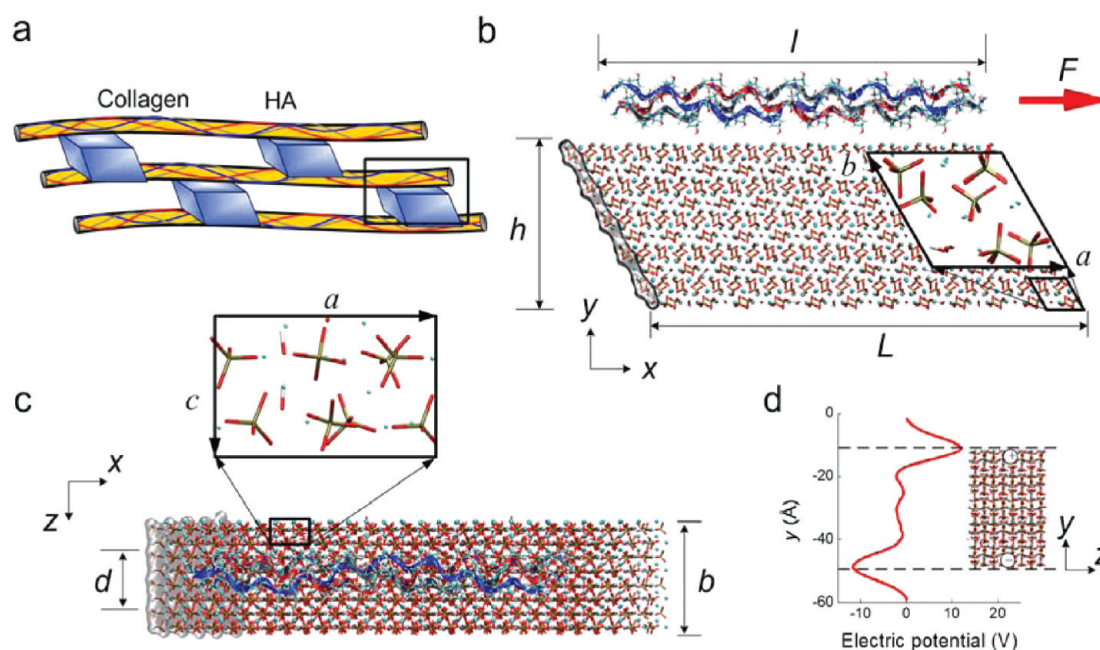 a
Collagen
HA
b
l
F
b
a
h
L
y
x
a
c
c
x
z
d
b
d
0
-20
-40
-60
y (Å)
-10
0
10
20
Electric potential (V)
+
−
y
z